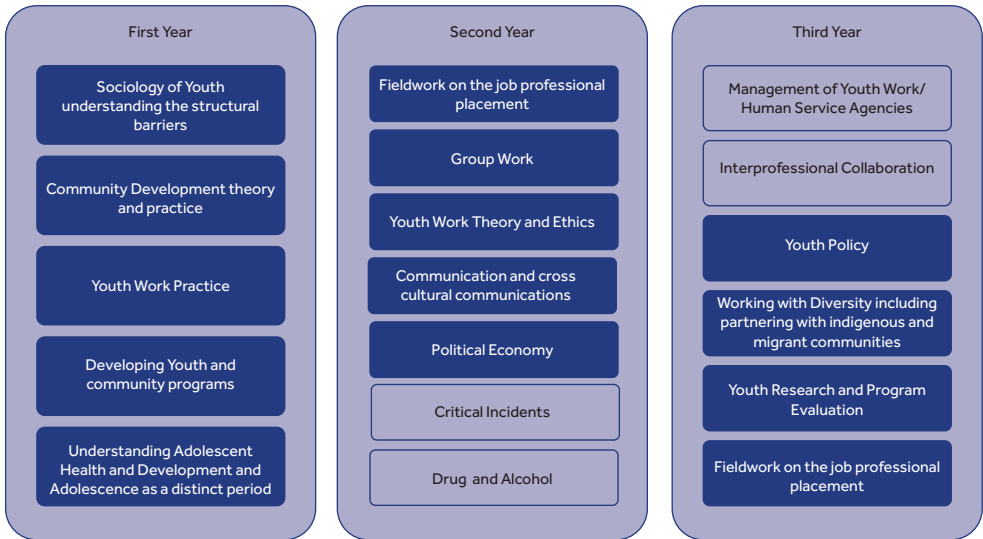 First Year
Sociology of Youth
understanding the structural
barriers
Community Development theory
and practice
Youth Work Practice
Developing Youth and
community programs
Understanding Adolescent
Health and Development and
Adolescence as a distinct period
Second Year
Fieldwork on the job professional
placement
Group Work
Youth Work Theory and Ethics
Communication and cross
cultural communications
Political Economy
Critical Incidents
Drug and Alcohol
Third Year
Management of Youth Work/
Human Service Agencies
Interprofessional Collaboration
Youth Policy
Working with Diversity including
partnering with indigenous and
migrant communities
Youth Research and Program
Evaluation
Fieldwork on the job professional
placement